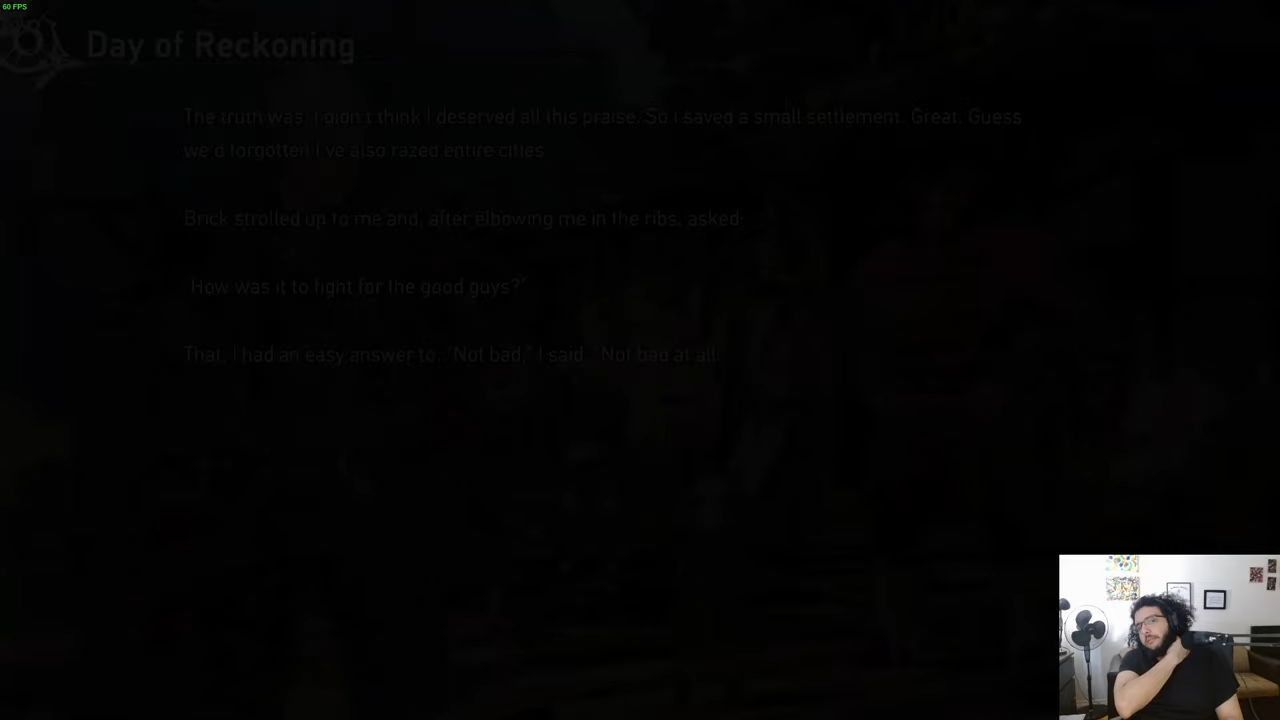 60 FPS
Day of Reckoning
The truth was, I didn't think I deserved all this praise. So I saved a small settlement. Great. Guess
we'd forgotten I've also razed entire cities.
Brick strolled up to me and, after elbowing me in the ribs, asked:
"How was it to fight for the good guys?"
That, I had an easy answer to. "Not bad," I said. "Not bad at all."